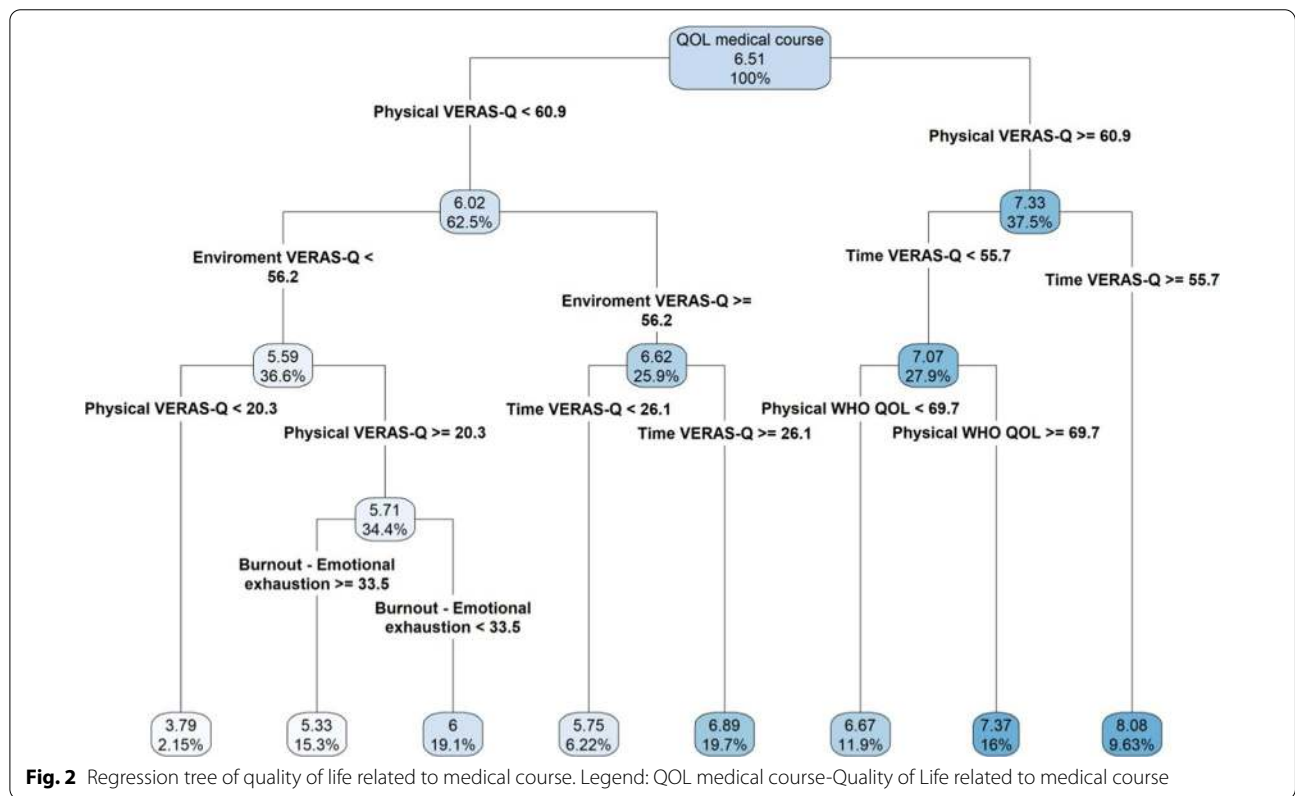 QOL medical course
6.51
100%
Physical VERAS-Q < 60.9
Physical VERAS-Q >= 60.9
6.02
62.5%
7.33
37.5%
Enviroment VERAS-Q <
56.2
Enviroment VERAS-Q >=
56.2
Time VERAS-Q < 55.7
Time VERAS-Q >= 55.7
5.59
36.6%
6.62
25.9%
7.07
27.9%
Physical VERAS-Q < 20.3
Physical VERAS-Q >= 20.3
Time VERAS-Q < 26.1
Time VERAS-Q >= 26.1
Physical WHO QOL < 69.7
Physical WHO QOL >= 69.7
5.71
34.4%
Burnout - Emotional
exhaustion >= 33.5
Burnout - Emotional
exhaustion < 33.5
3.79
2.15%
5.33
15.3%
6
19.1%
5.75
6.22%
6.89
19.7%
6.67
11.9%
7.37
16%
8.08
9.63%
Fig. 2 Regression tree of quality of life related to medical course. Legend: QOL medical course-Quality of Life related to medical course